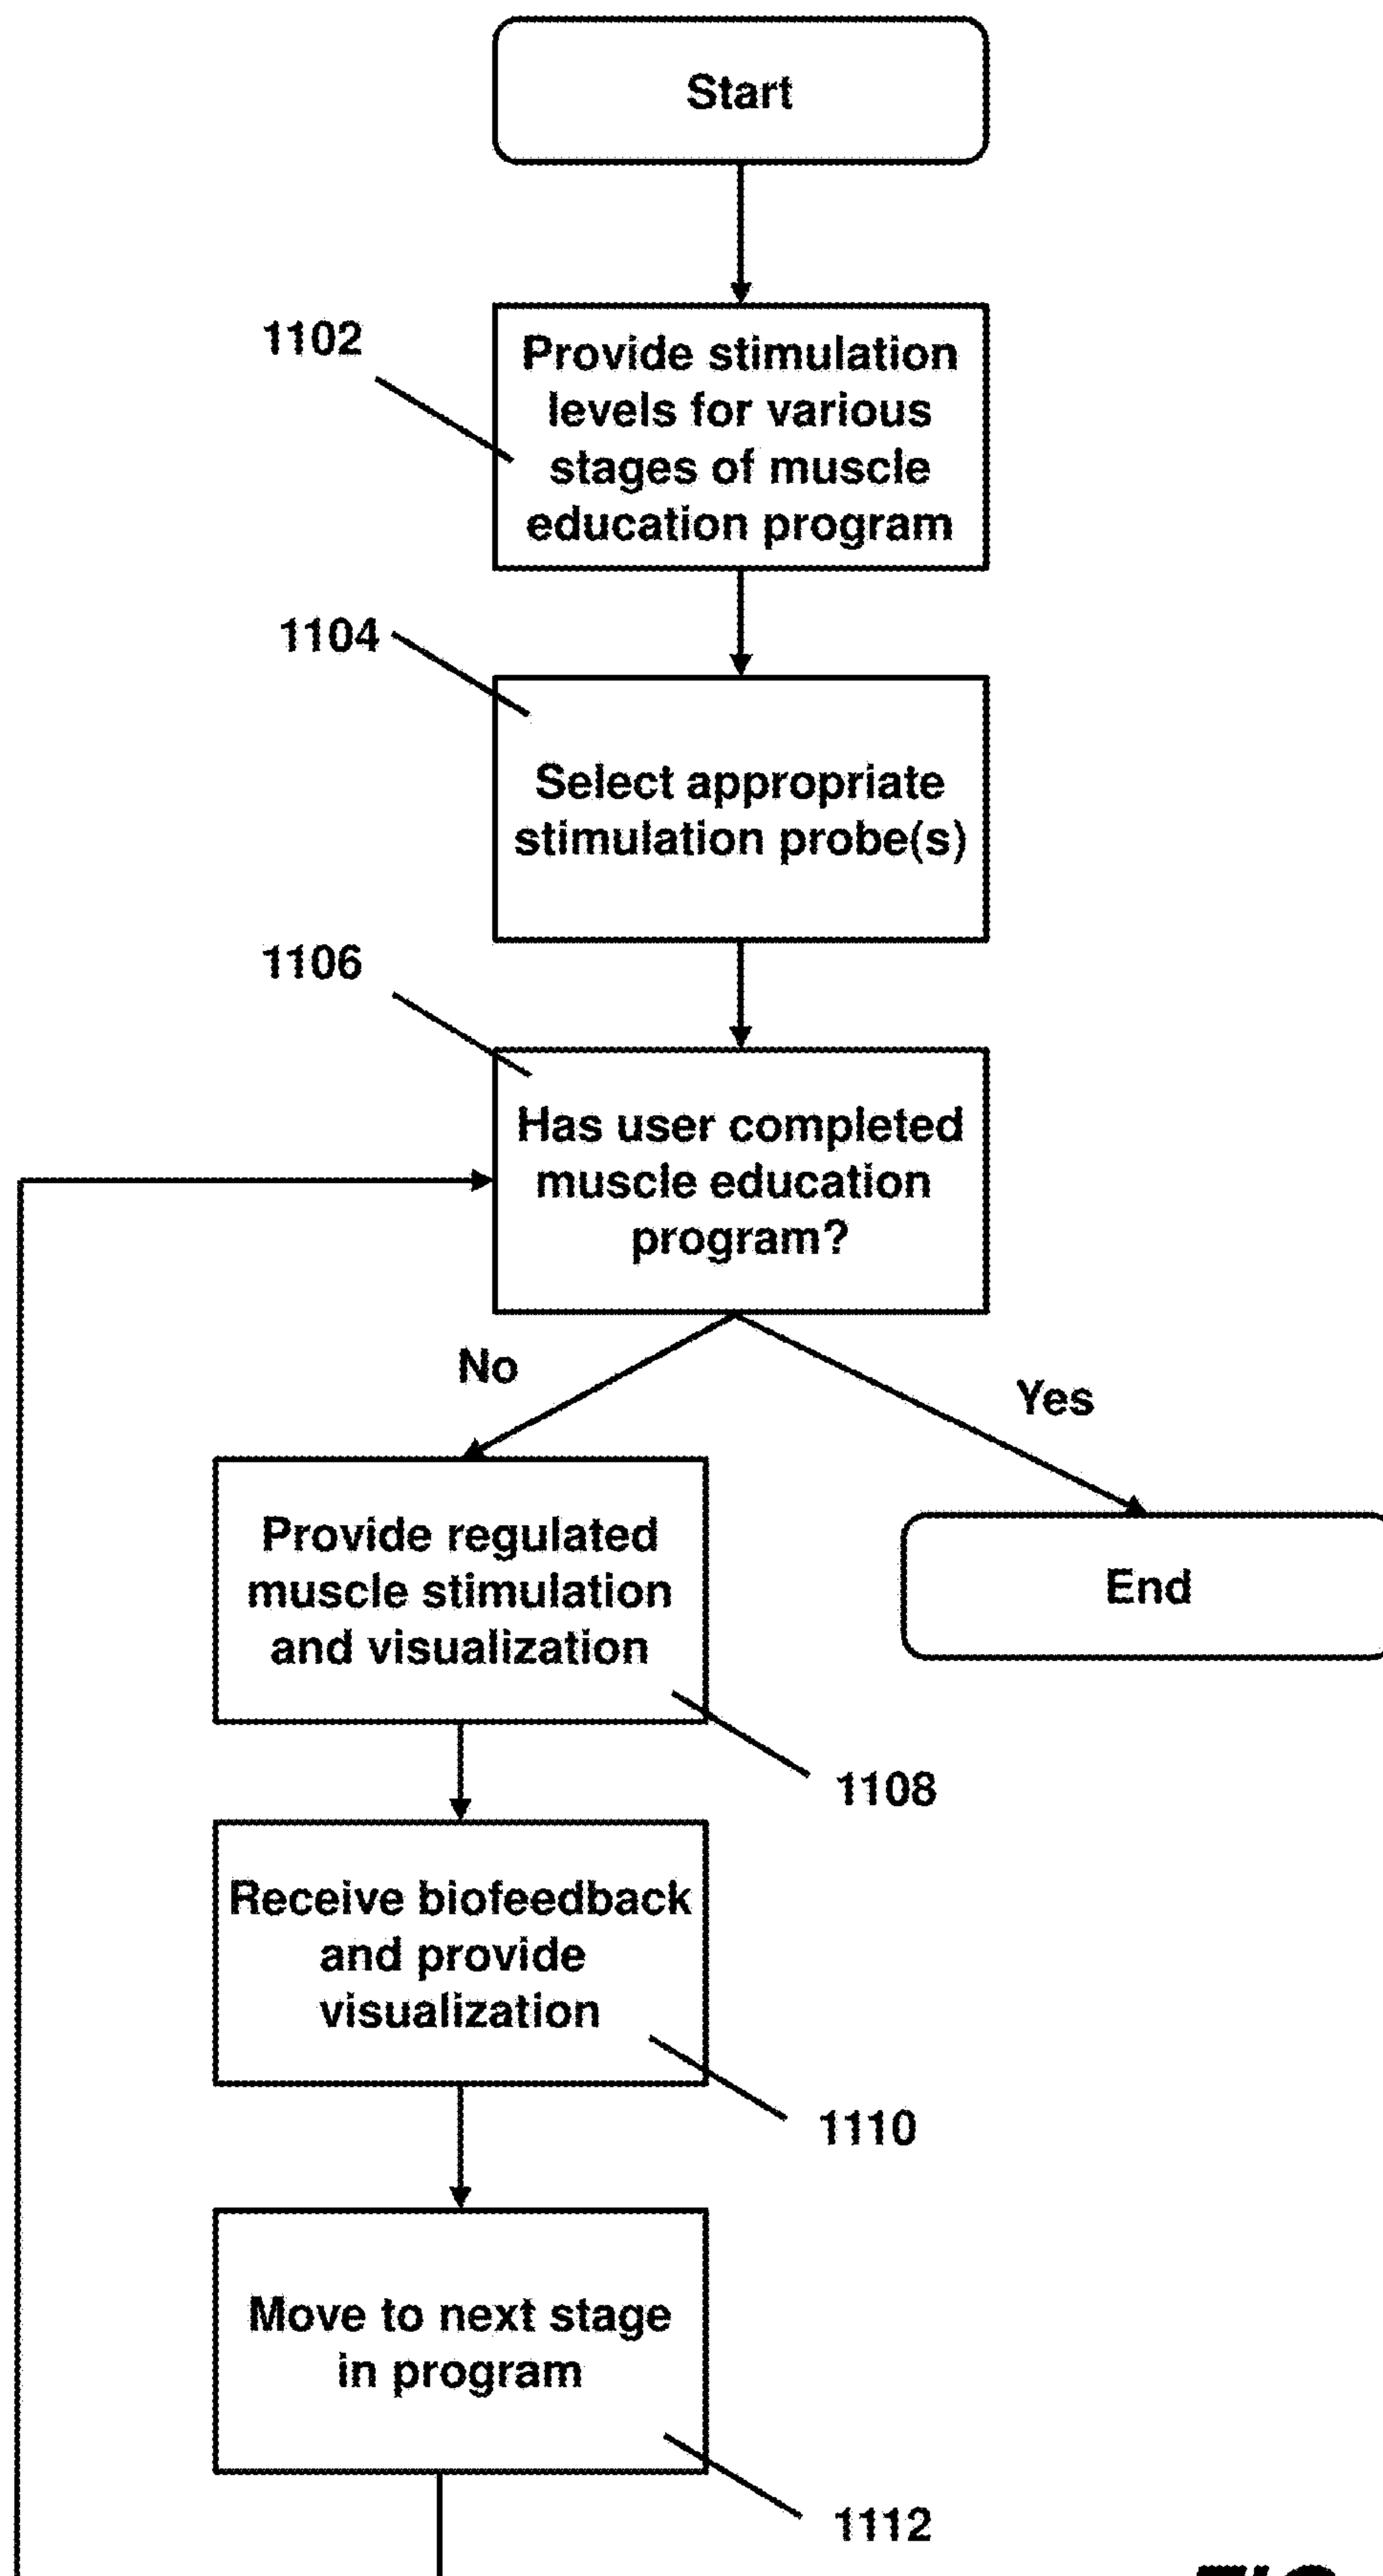 Start
1102
Provide stimulation
levels for various
stages of muscle
education program
1104
Select appropriate
stimulation probe(s)
1106
Has user completed
muscle education
program?
No
Yes
Provide regulated
muscle stimulation
and visualization
End
1108
Receive biofeedback
and provide
visualization
1110
Move to next stage
in program
1112